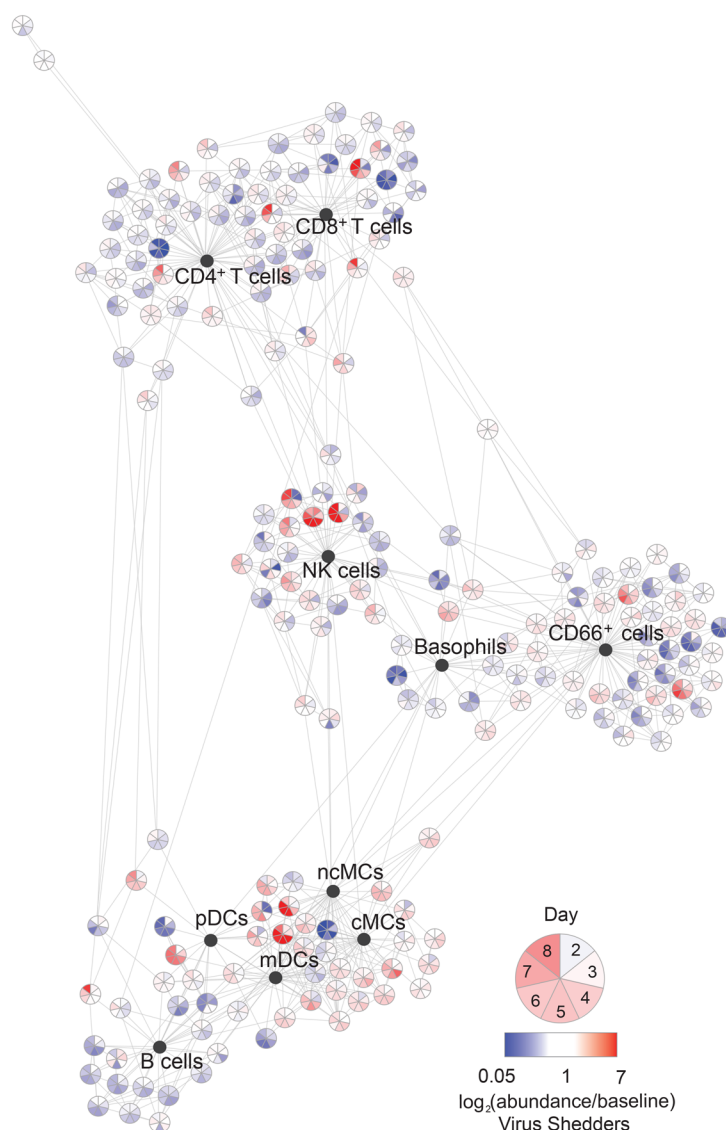 CD8⁺ T cells
CD4⁺ T cells
NK cells
CD66⁺ cells
Basophils
ncMCs
pDCs
cMCs
mDCs
B cells
Day
8 2
7 3
6 5 4
0.05 1 7
log₂(abundance/baseline)
Virus Shedders